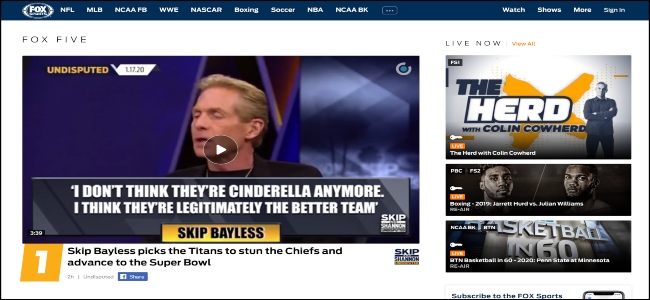 FOX SPORTS NFL MLB NCAA FB WWE NASCAR Boxing Soccer NBA NCAA BK ... Watch Shows More Sign In
FOX FIVE
UNDISPUTED 1.17.20
'I DON'T THINK THEY'RE CINDERELLA ANYMORE.
I THINK THEY'RE LEGITIMATELY THE BETTER TEAM'
SKIP BAYLESS
SKIP
SHANNON
UNDISPUTED
3:39
1
Skip Bayless picks the Titans to stun the Chiefs and
advance to the Super Bowl
2h | Undisputed Share
SKIP
SHANNON
UNDISPUTED
LIVE NOW | View All
FS1
THE
HERD
WITH COLIN COWHERD
LIVE
The Herd with Colin Cowherd
PBC FS2
LIVE
Boxing - 2019: Jarrett Hurd vs. Julian Williams
RE-AIR
NCAA BK BTN
BASKETBALL
IN 60
LIVE
BTN Basketball in 60 - 2020: Penn State at Minnesota
RE-AIR
Subscribe to the FOX Sports